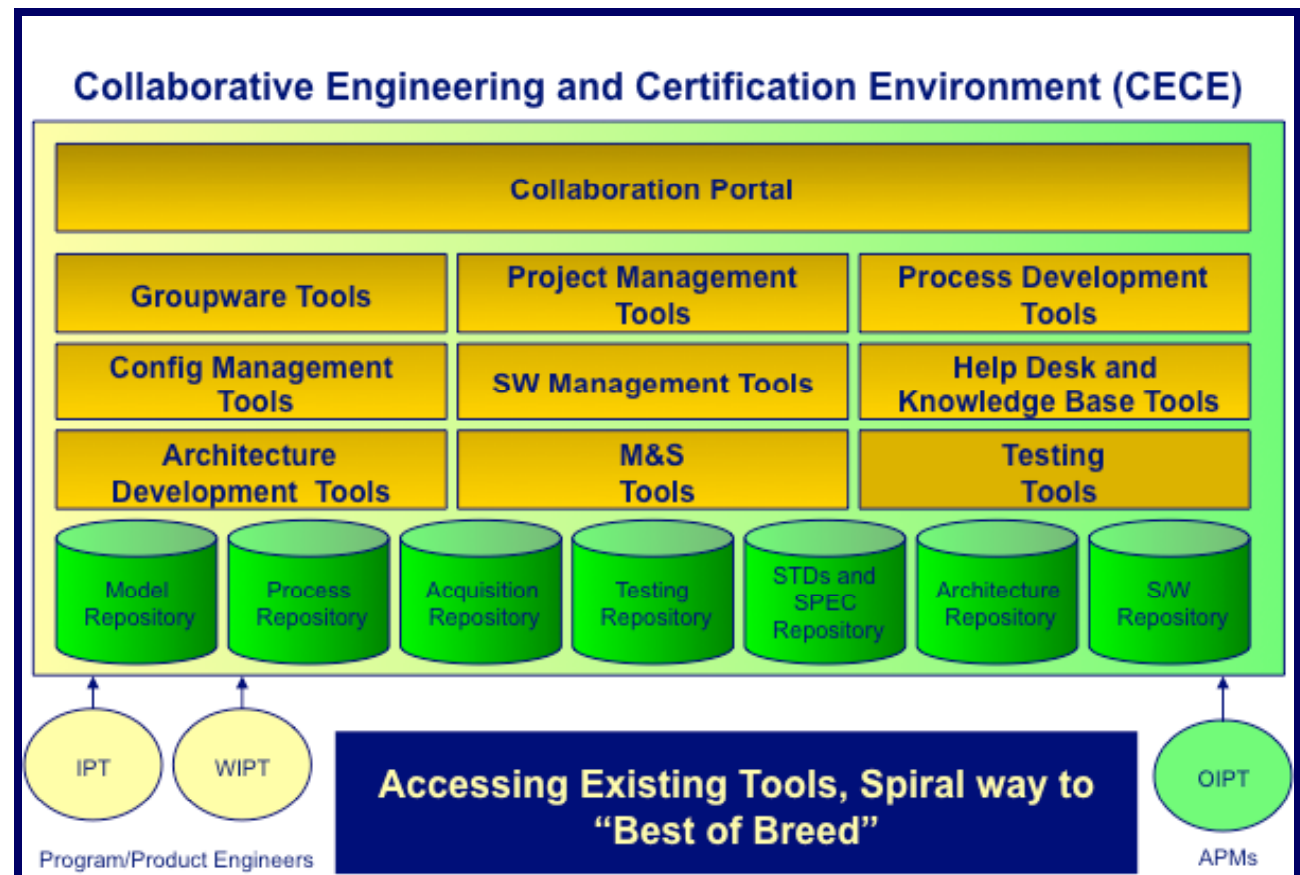 Collaborative Engineering and Certification Environment (CECE)
Collaboration Portal
Groupware Tools
Project Management
Tools
Process Development
Tools
Config Management
Tools
SW Management Tools
Help Desk and
Knowledge Base Tools
Architecture
Development Tools
M&S
Tools
Testing
Tools
Model
Repository
Process
Repository
Acquisition
Repository
Testing
Repository
STDs and
SPEC
Repository
Architecture
Repository
S/W
Repository
IPT
WIPT
OIPT
Accessing Existing Tools, Spiral way to
“Best of Breed”
Program/Product Engineers
APMs